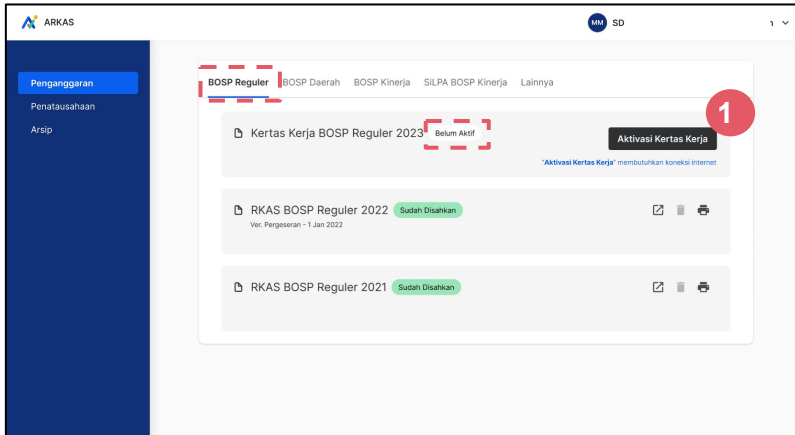 ARKAS
MM SD
Penganggaran
Penatausahaan
Arsip
BOSP Reguler BOSP Daerah BOSP Kinerja SiLPA BOSP Kinerja Lainnya
1
Kertas Kerja BOSP Reguler 2023 Belum Aktif
Aktivasi Kertas Kerja
"Aktivasi Kertas Kerja" membutuhkan koneksi internet
RKAS BOSP Reguler 2022 Sudah Disahkan
Ver. Pergeseran - 1 Jan 2022
RKAS BOSP Reguler 2021 Sudah Disahkan